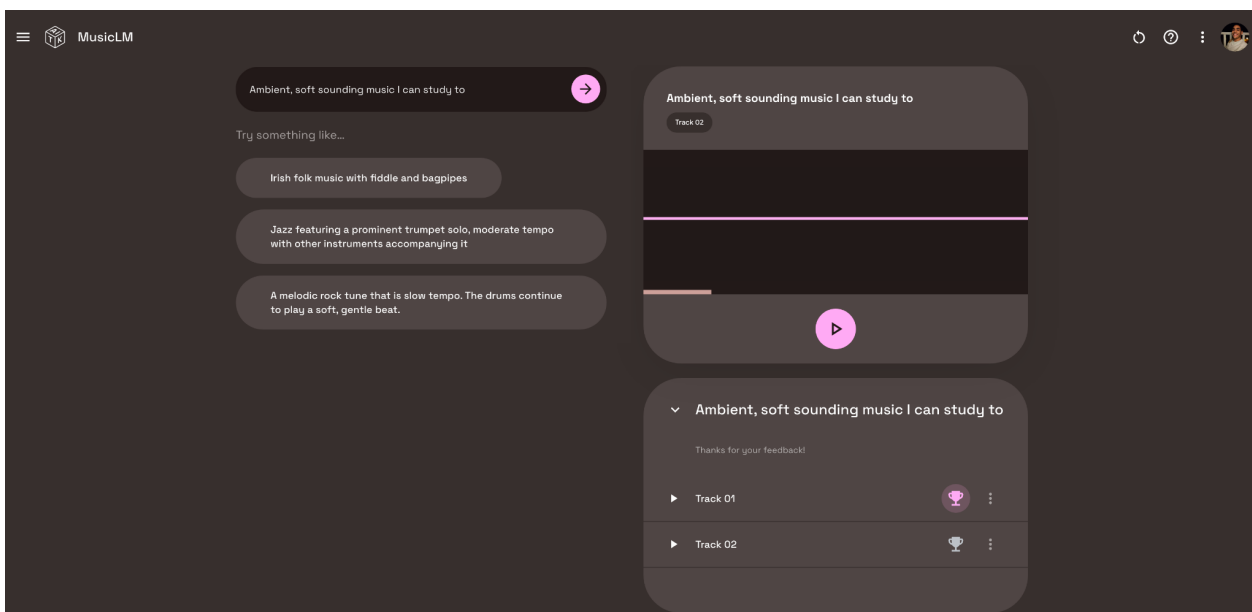 MusicLM
Ambient, soft sounding music I can study to
Try something like...
Irish folk music with fiddle and bagpipes
Jazz featuring a prominent trumpet solo, moderate tempo
with other instruments accompanying it
A melodic rock tune that is slow tempo. The drums continue
to play a soft, gentle beat.
Ambient, soft sounding music I can study to
Track 02
Ambient, soft sounding music I can study to
Thanks for your feedback!
Track 01
Track 02